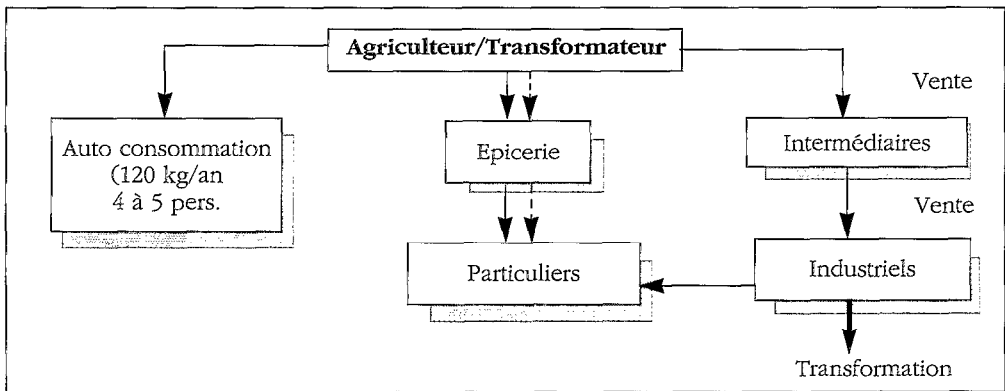 Agriculteur/Transformateur
Vente
Auto consommation
(120 kg/an
4 à 5 pers.
Epicerie
Intermédiaires
Vente
Particuliers
Industriels
Transformation